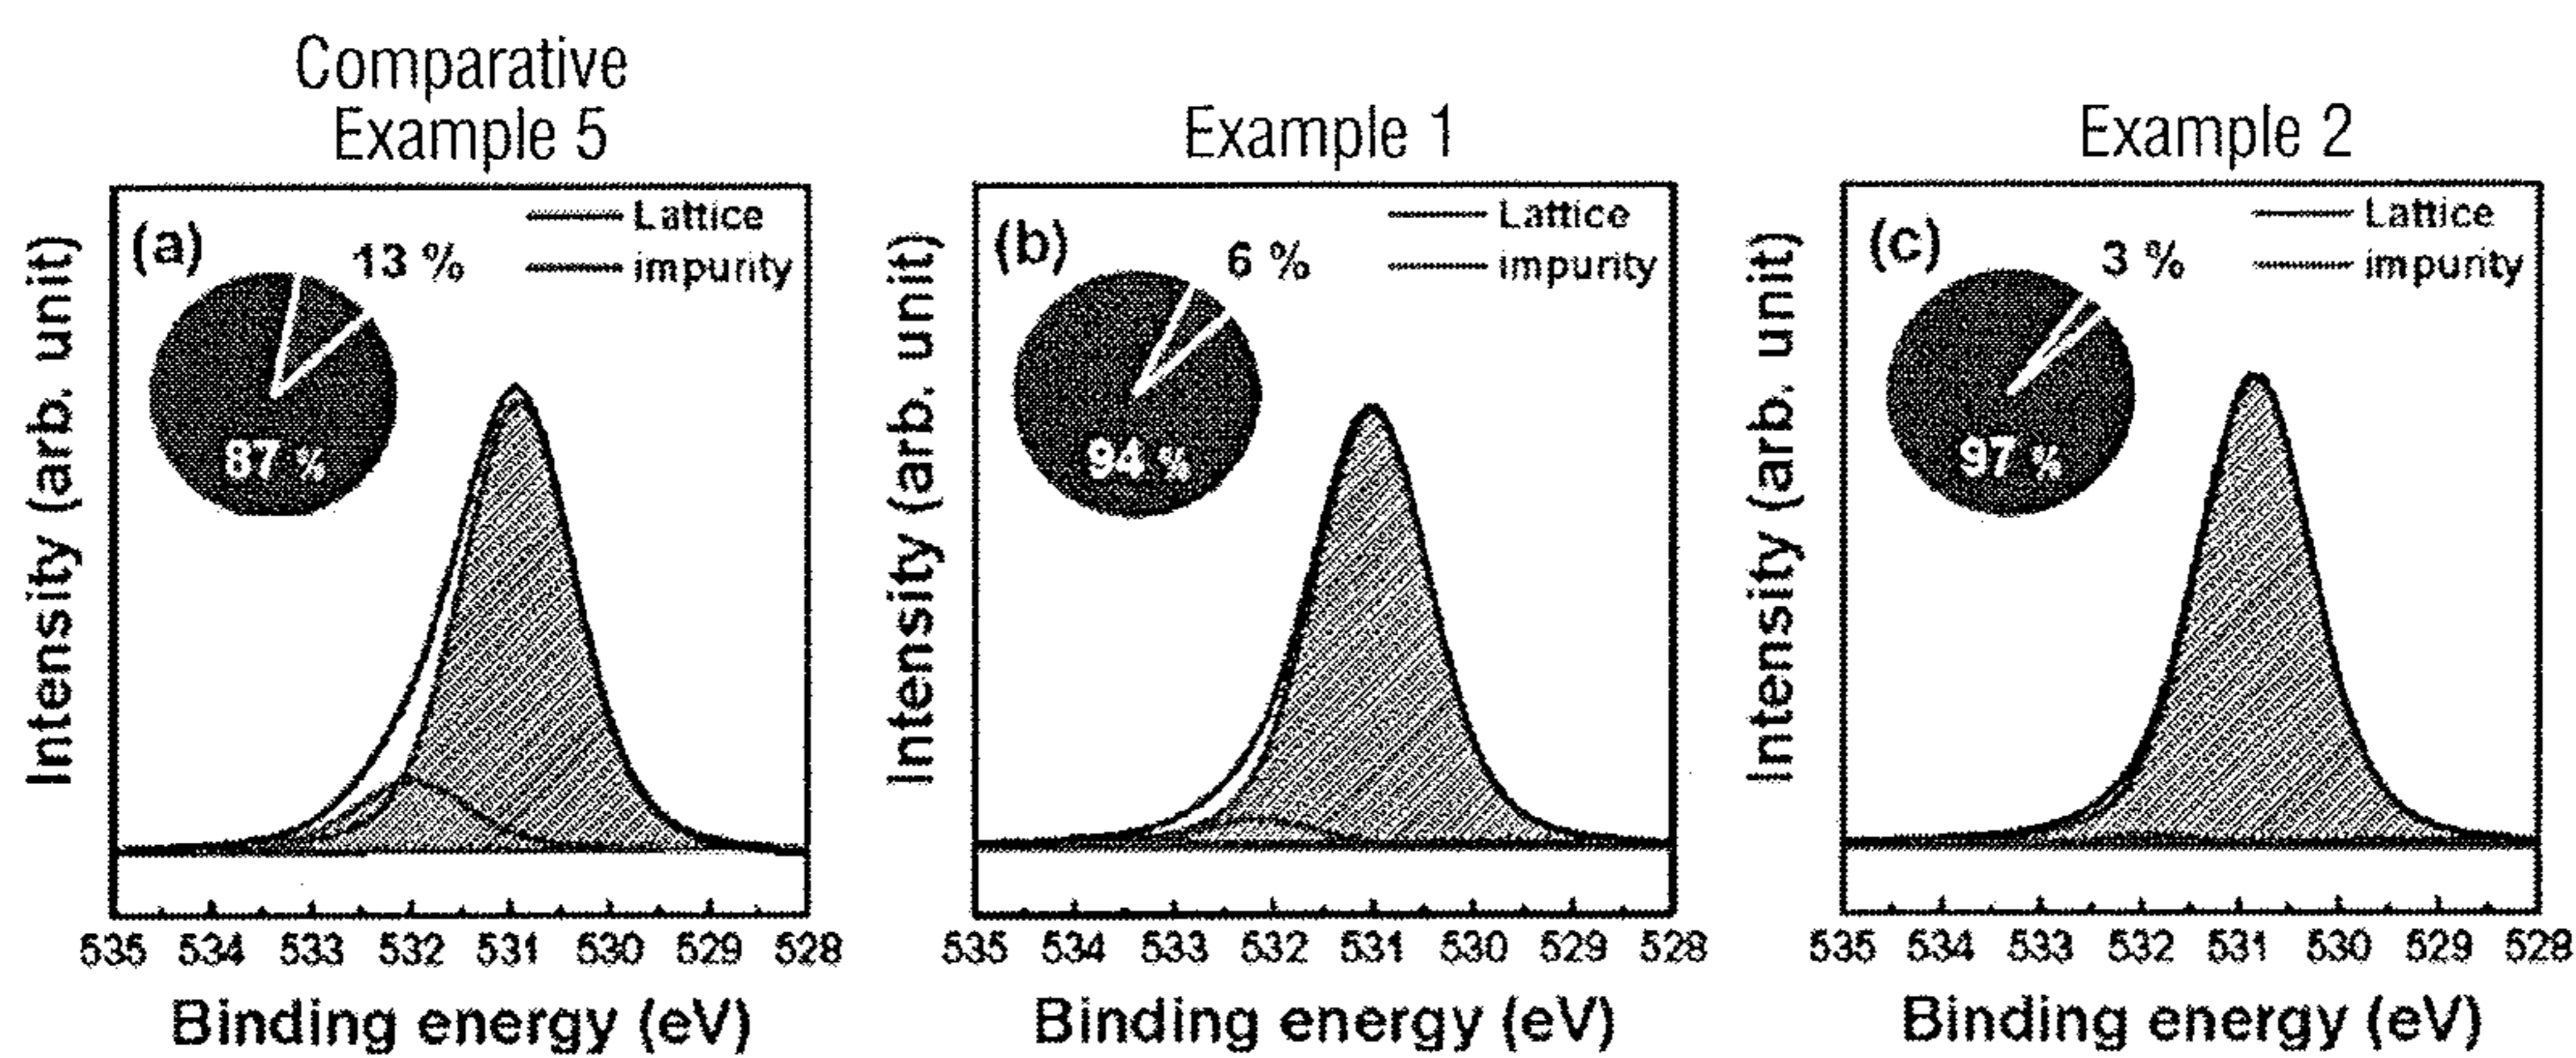 Comparative
Example 5
Intensity (arb. unit)
(a)
13 %
Lattice
impurity
87 %
535 534 533 532 531 530 529 528
Binding energy (eV)
Example 1
Intensity (arb. unit)
(b)
6 %
Lattice
impurity
94 %
535 534 533 532 531 530 529 528
Binding energy (eV)
Example 2
Intensity (arb. unit)
(c)
3 %
Lattice
impurity
97 %
535 534 533 532 531 530 529 528
Binding energy (eV)